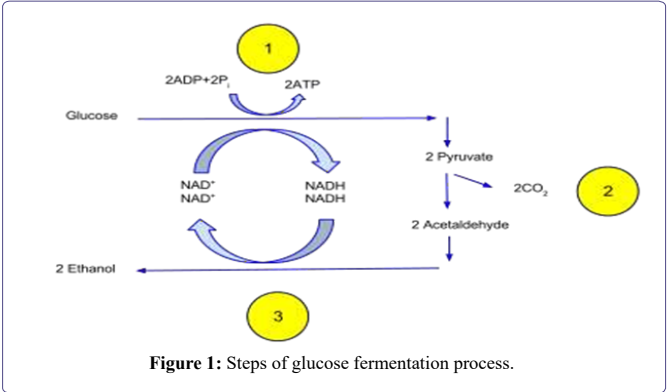 1
2ADP+2Pi
2ATP
Glucose
2 Pyruvate
NAD+
NAD+
NADH
NADH
2CO2
2
2 Acetaldehyde
2 Ethanol
3
Figure 1: Steps of glucose fermentation process.